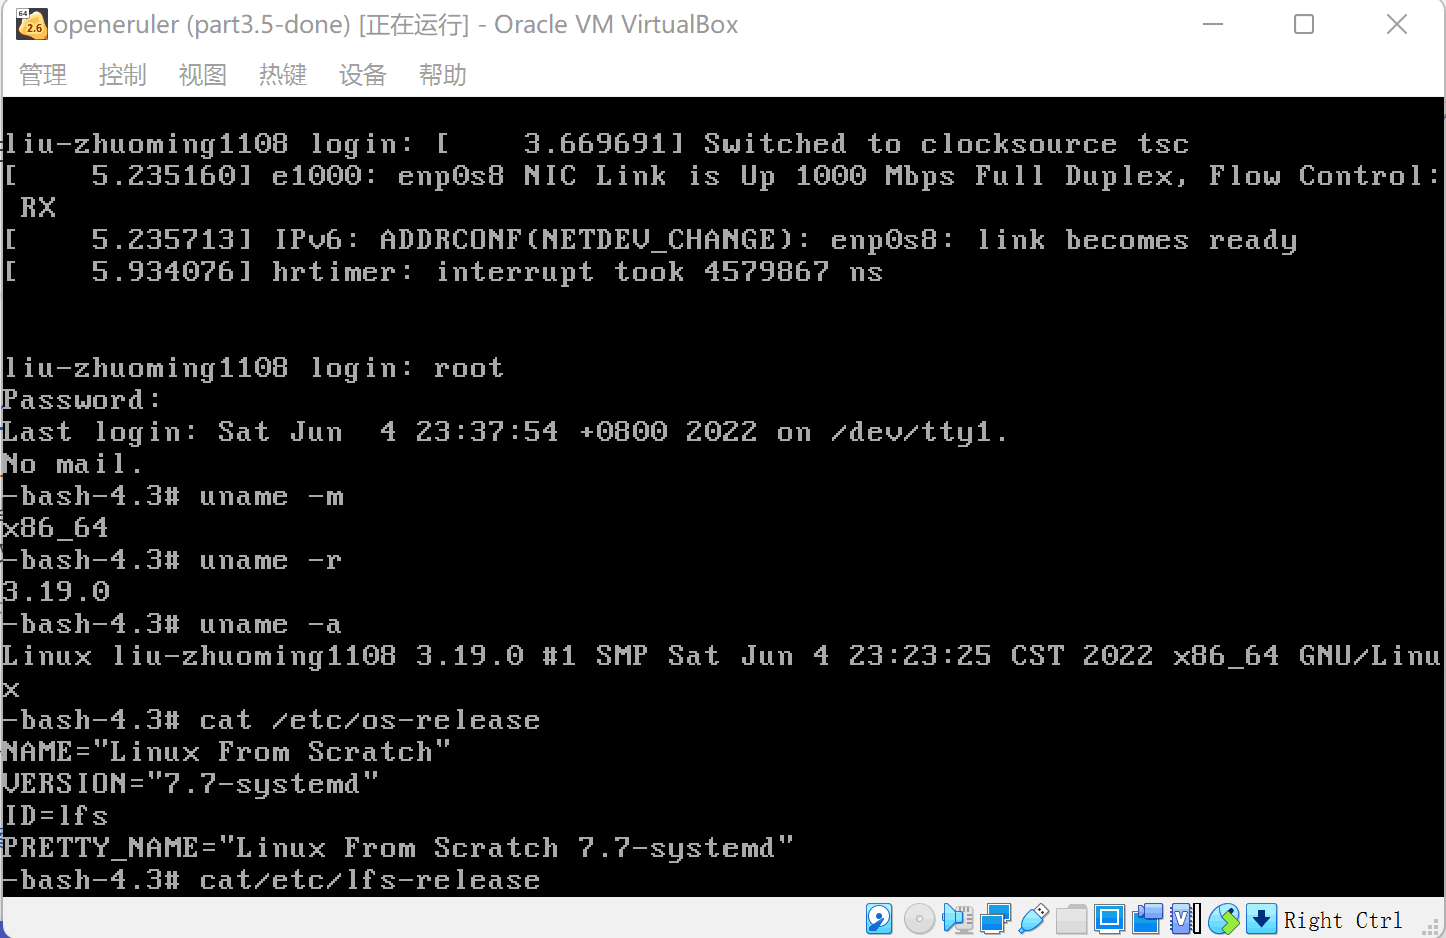 64
2.6
openeruler (part3.5-done) [正在运行] - Oracle VM VirtualBox
管理 控制 视图 热键 设备 帮助
liu-zhuoming1108 login: [    3.669691] Switched to clocksource tsc
[    5.235160] e1000: enp0s8 NIC Link is Up 1000 Mbps Full Duplex, Flow Control:
 RX
[    5.235713] IPv6: ADDRCONF(NETDEV_CHANGE): enp0s8: link becomes ready
[    5.934076] hrtimer: interrupt took 4579867 ns
liu-zhuoming1108 login: root
Password:
Last login: Sat Jun  4 23:37:54 +0800 2022 on /dev/tty1.
No mail.
-bash-4.3# uname -m
x86_64
-bash-4.3# uname -r
3.19.0
-bash-4.3# uname -a
Linux liu-zhuoming1108 3.19.0 #1 SMP Sat Jun 4 23:23:25 CST 2022 x86_64 GNU/Linu
x
-bash-4.3# cat /etc/os-release
NAME="Linux From Scratch"
VERSION="7.7-systemd"
ID=lfs
PRETTY_NAME="Linux From Scratch 7.7-systemd"
-bash-4.3# cat/etc/lfs-release
V Right Ctrl